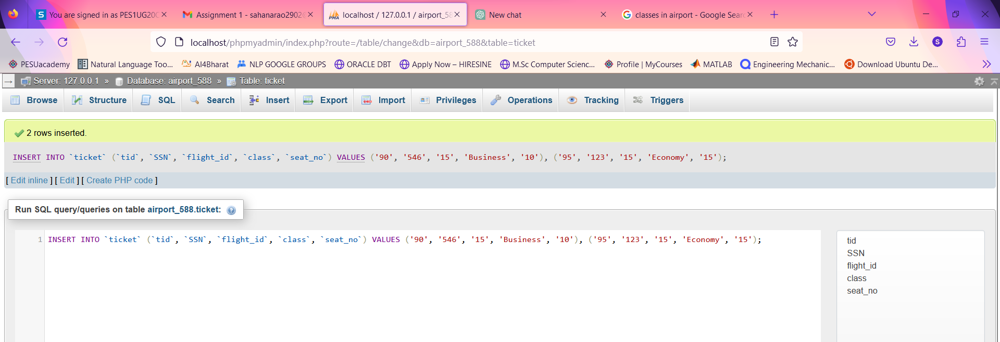 You are signed in as PES1UG20C
Assignment 1 - sahanarao2902@
localhost / 127.0.0.1 / airport_58
New chat
classes in airport - Google Searc
localhost/phpmyadmin/index.php?route=/table/change&db=airport_588&table=ticket
PESUacademy Natural Language Too... AI4Bharat NLP GOOGLE GROUPS ORACLE DBT Apply Now – HIRESINE M.Sc Computer Scienc... Profile | MyCourses MATLAB Engineering Mechanic... Download Ubuntu De...
Server: 127.0.0.1 » Database: airport_588 » Table: ticket
Browse Structure SQL Search Insert Export Import Privileges Operations Tracking Triggers
2 rows inserted.
INSERT INTO `ticket` (`tid`, `SSN`, `flight_id`, `class`, `seat_no`) VALUES ('90', '546', '15', 'Business', '10'), ('95', '123', '15', 'Economy', '15');
[ Edit inline ] [ Edit ] [ Create PHP code ]
Run SQL query/queries on table airport_588.ticket:
1 INSERT INTO `ticket` (`tid`, `SSN`, `flight_id`, `class`, `seat_no`) VALUES ('90', '546', '15', 'Business', '10'), ('95', '123', '15', 'Economy', '15');
tid
SSN
flight_id
class
seat_no